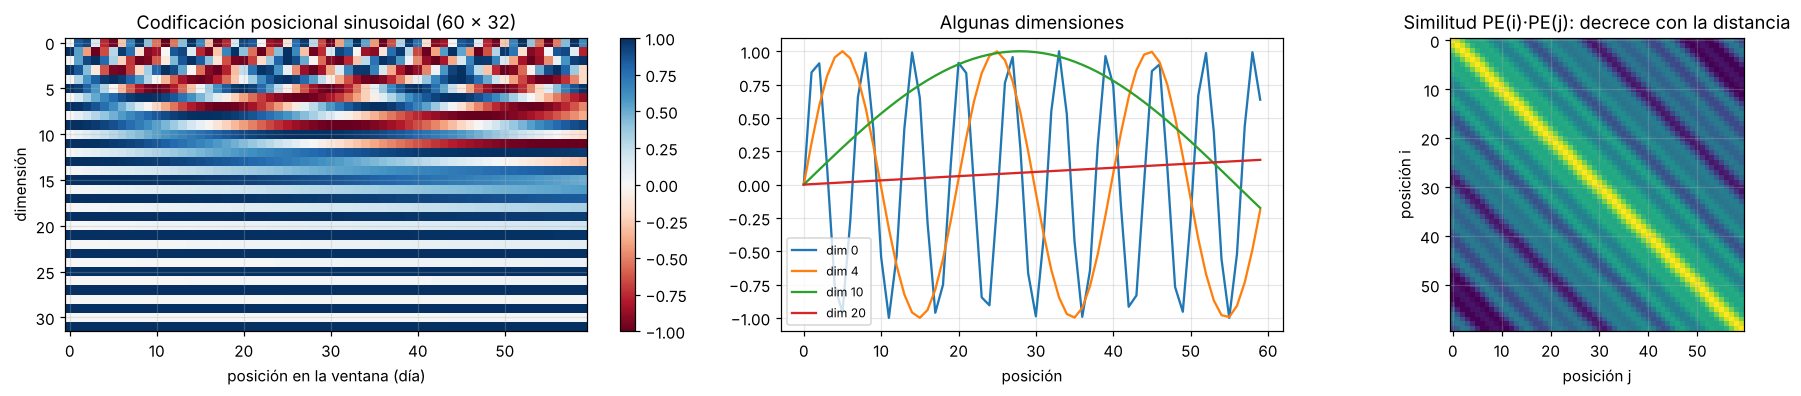 Codificación posicional sinusoidal (60 × 32)
dimensión
0
5
10
15
20
25
30
0 10 20 30 40 50
posición en la ventana (día)
1.00
0.75
0.50
0.25
0.00
−0.25
−0.50
−0.75
−1.00
Algunas dimensiones
1.00
0.75
0.50
0.25
0.00
−0.25
−0.50
−0.75
−1.00
dim 0
dim 4
dim 10
dim 20
0 10 20 30 40 50 60
posición
Similitud PE(i)·PE(j): decrece con la distancia
posición i
0
10
20
30
40
50
0 10 20 30 40 50
posición j